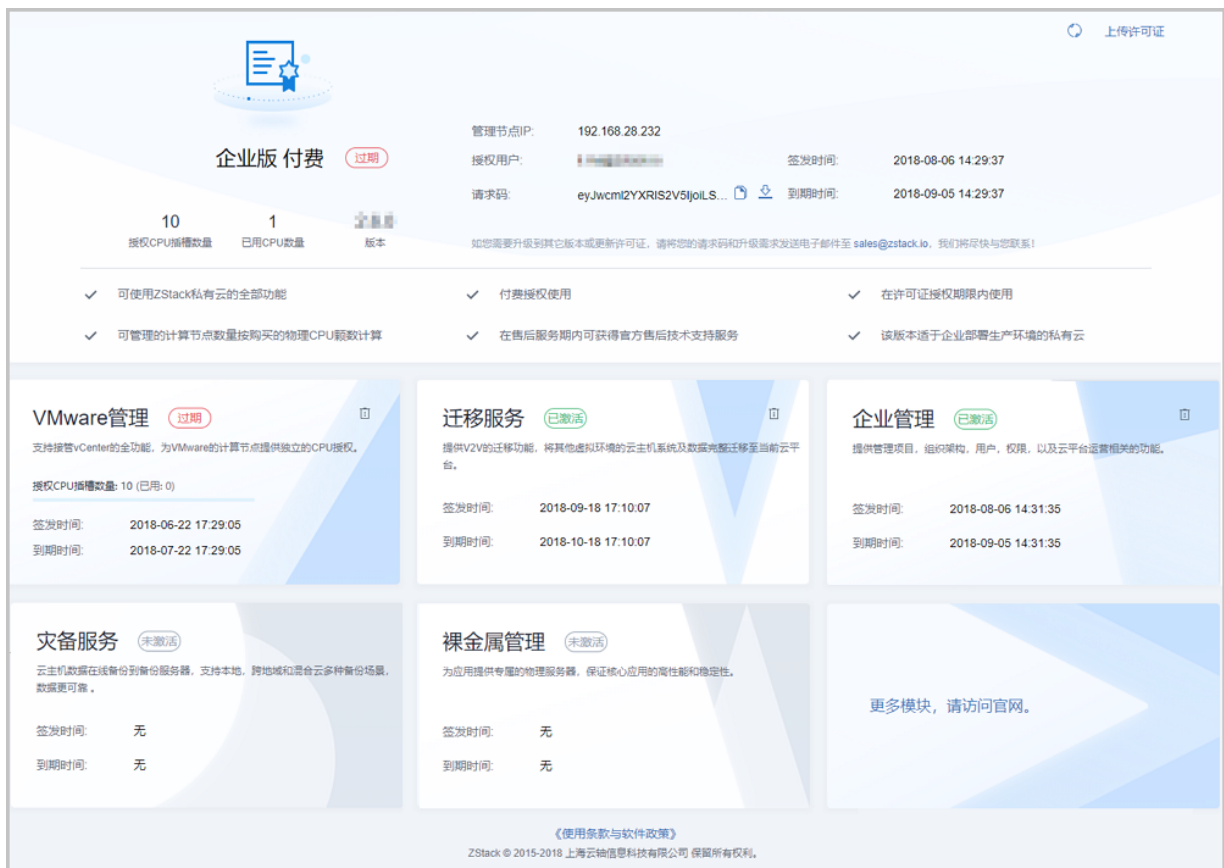 上传许可证
企业版 付费 过期
管理节点IP: 192.168.28.232
授权用户: 签发时间: 2018-08-06 14:29:37
请求码: eyJwcml2YXRlS2V5IjoiLS... 到期时间: 2018-09-05 14:29:37
10 1
授权CPU插槽数量 已用CPU数量 版本
如您需要升级到其它版本或更新许可证，请将您的请求码和升级需求发送电子邮件至 sales@zstack.io，我们将尽快与您联系！
可使用ZStack私有云的全部功能 付费授权使用 在许可证授权期限内使用
可管理的计算节点数量按购买的物理CPU颗数计算 在售后服务期内可获得官方售后技术支持服务 该版本适于企业部署生产环境的私有云
VMware管理 过期
支持接管vCenter的全功能，为VMware的计算节点提供独立的CPU授权。
授权CPU插槽数量: 10 (已用: 0)
签发时间: 2018-06-22 17:29:05
到期时间: 2018-07-22 17:29:05
迁移服务 已激活
提供V2V的迁移功能，将其他虚拟环境的云主机系统及数据完整迁移至当前云平
台。
签发时间: 2018-09-18 17:10:07
到期时间: 2018-10-18 17:10:07
企业管理 已激活
提供管理项目，组织架构，用户，权限，以及云平台运营相关的功能。
签发时间: 2018-08-06 14:31:35
到期时间: 2018-09-05 14:31:35
灾备服务 未激活
云主机数据在线备份到备份服务器，支持本地、跨地域和混合云多种备份场景，
数据更可靠 。
签发时间: 无
到期时间: 无
裸金属管理 未激活
为应用提供专属的物理服务器，保证核心应用的高性能和稳定性。
签发时间: 无
到期时间: 无
更多模块，请访问官网。
《使用条款与软件政策》
ZStack © 2015-2018 上海云轴信息科技有限公司 保留所有权利。